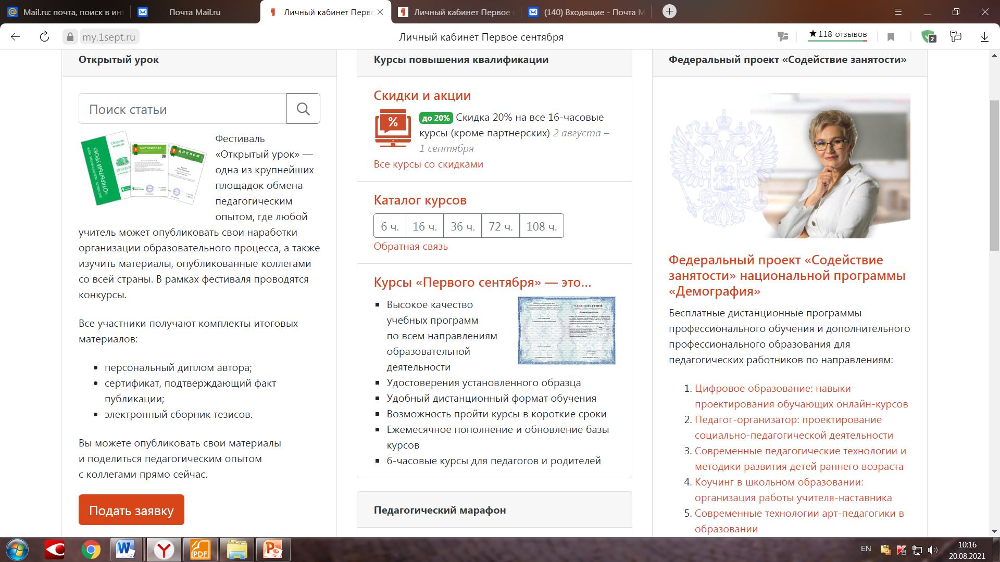 Mail.ru: почта, поиск в инт
Почта Mail.ru
Личный кабинет Перво
Личный кабинет Первое с
(140) Входящие - Почта М
my.1sept.ru
Личный кабинет Первое сентября
★118 отзывов
2
Открытый урок
Поиск статьи
Сборник тезисов
«ОТКРЫТЫЙ УРОК»
СЕРТИФИКАТ
ДИПЛОМ
Фестиваль
«Открытый урок» —
одна из крупнейших
площадок обмена
педагогическим
опытом, где любой
учитель может опубликовать свои наработки
организации образовательного процесса, а также
изучить материалы, опубликованные коллегами
со всей страны. В рамках фестиваля проводятся
конкурсы.
Все участники получают комплекты итоговых
материалов:
• персональный диплом автора;
• сертификат, подтверждающий факт
публикации;
• электронный сборник тезисов.
Вы можете опубликовать свои материалы
и поделиться педагогическим опытом
с коллегами прямо сейчас.
Подать заявку
Курсы повышения квалификации
Скидки и акции
%
до 20% Скидка 20% на все 16-часовые
курсы (кроме партнерских) 2 августа –
1 сентября
Все курсы со скидками
Каталог курсов
6 ч. 16 ч. 36 ч. 72 ч. 108 ч.
Обратная связь
Курсы «Первого сентября» — это...
УДОСТОВЕРЕНИЕ
▪ Высокое качество
учебных программ
по всем направлениям
образовательной
деятельности
▪ Удостоверения установленного образца
▪ Удобный дистанционный формат обучения
▪ Возможность пройти курсы в короткие сроки
▪ Ежемесячное пополнение и обновление базы
курсов
▪ 6-часовые курсы для педагогов и родителей
Педагогический марафон
Федеральный проект «Содействие занятости»
Федеральный проект «Содействие
занятости» национальной программы
«Демография»
Бесплатные дистанционные программы
профессионального обучения и дополнительного
профессионального образования для
педагогических работников по направлениям:
1. Цифровое образование: навыки
проектирования обучающих онлайн-курсов
2. Педагог-организатор: проектирование
социально-педагогической деятельности
3. Современные педагогические технологии и
методики развития детей раннего возраста
4. Коучинг в школьном образовании:
организация работы учителя-наставника
5. Современные технологии арт-педагогики в
образовании
PDF
EN
10:16
20.08.2021